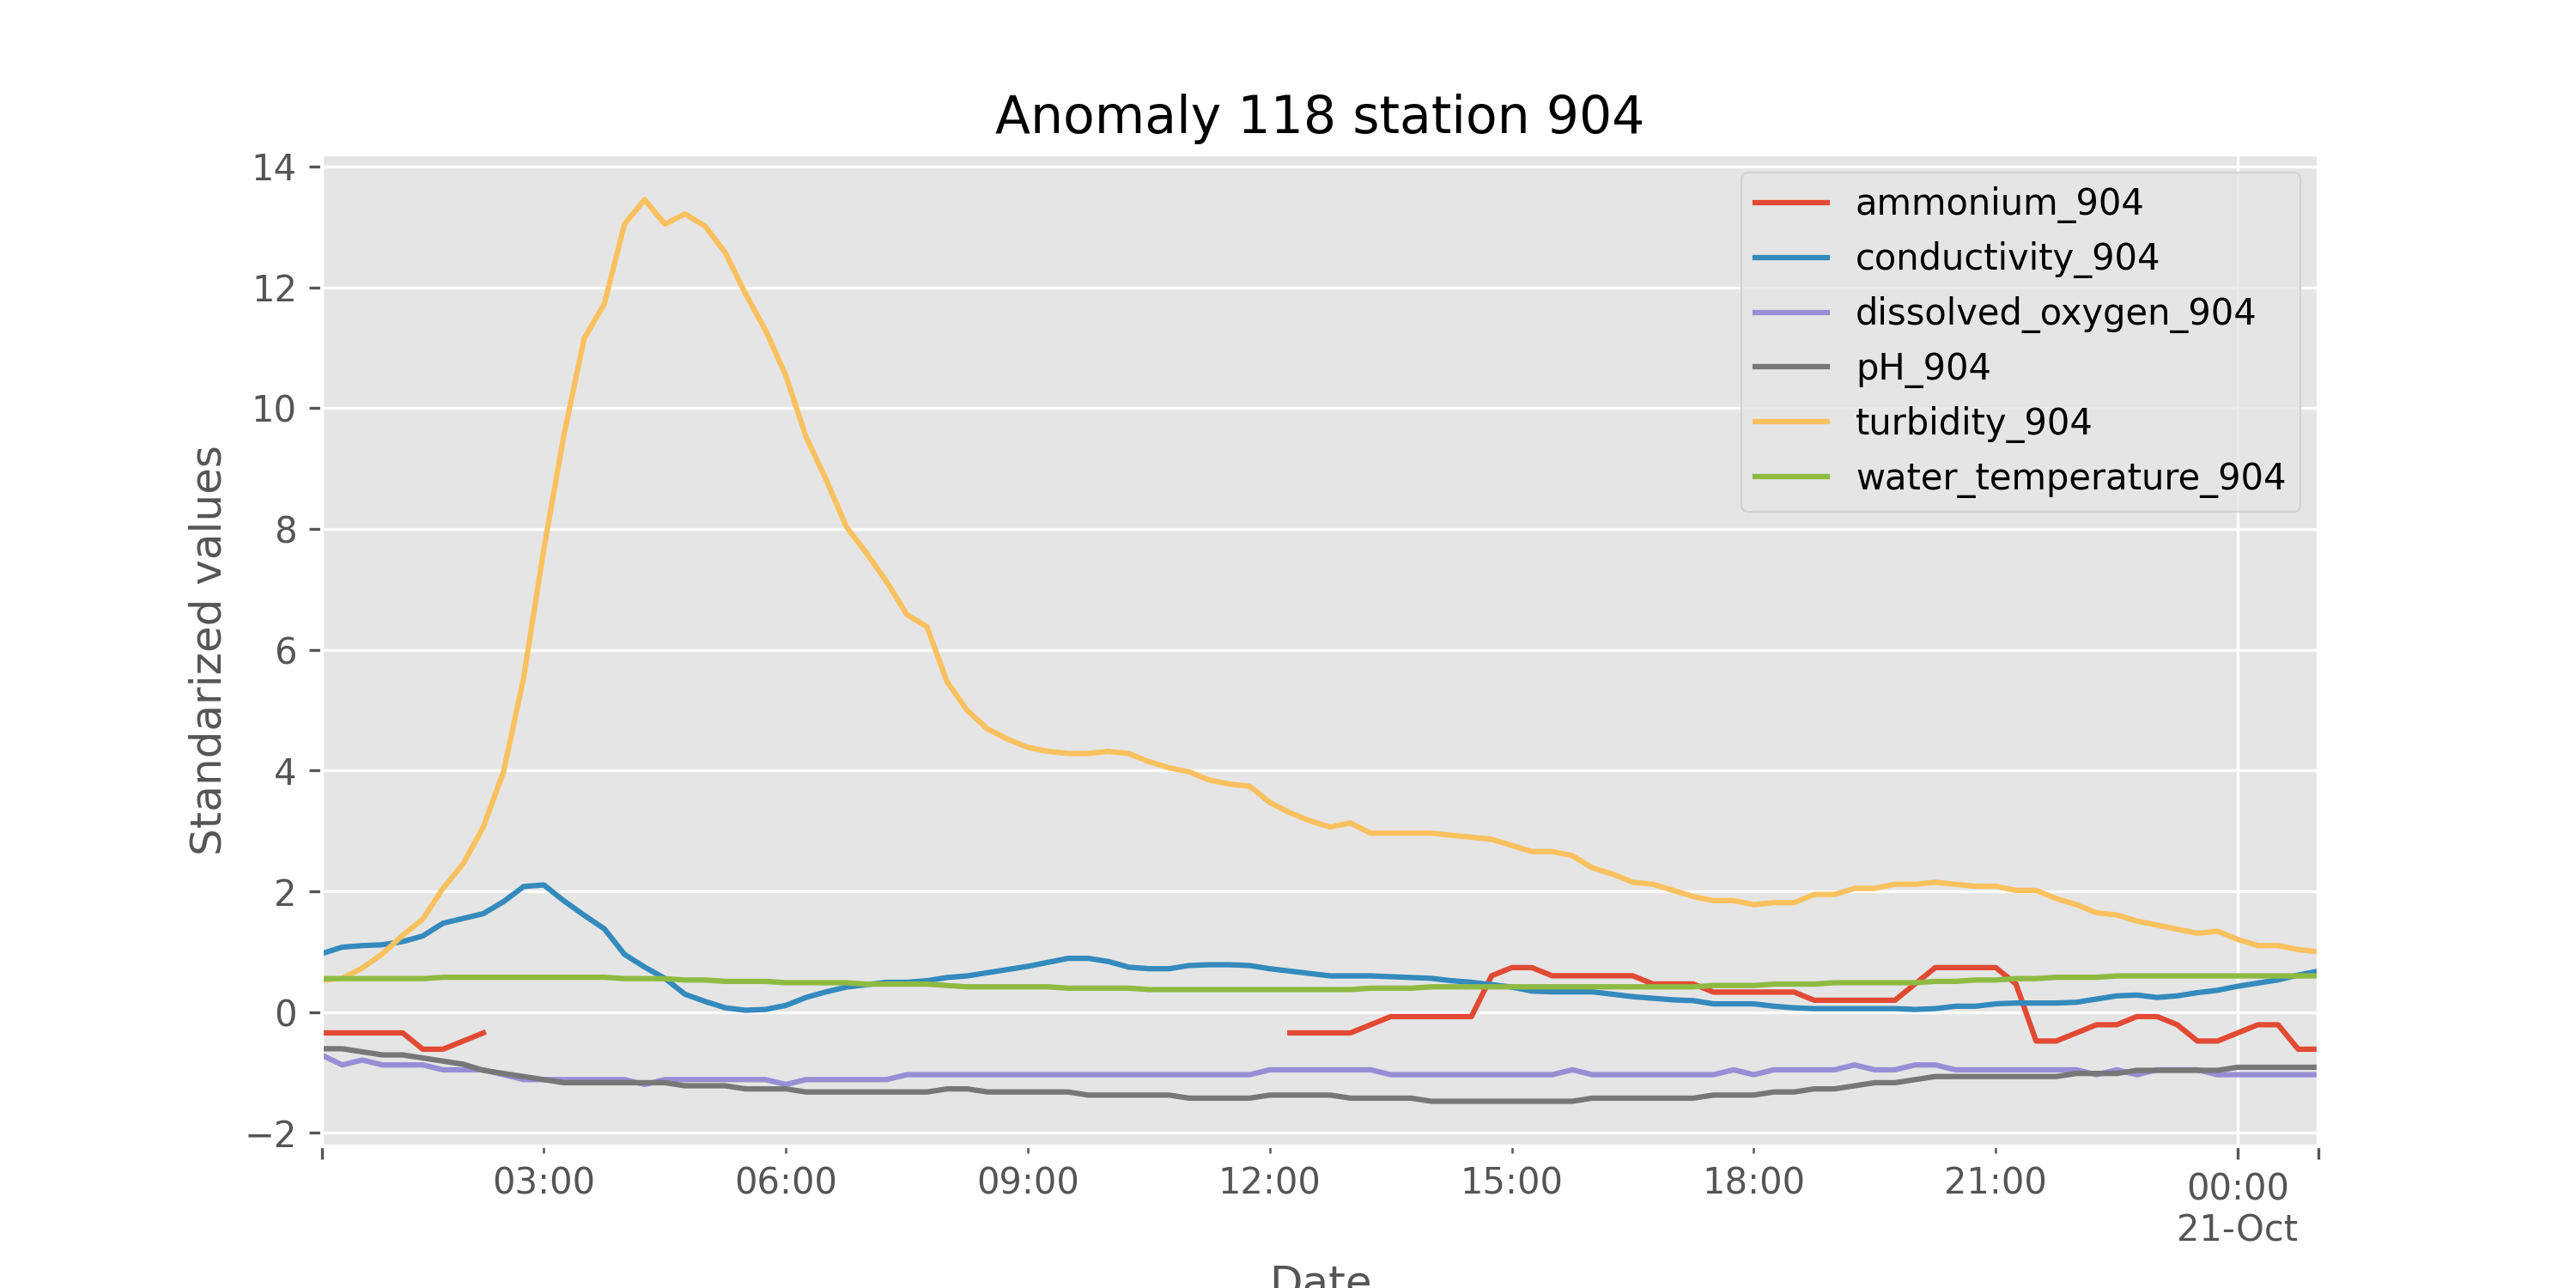 Anomaly 118 station 904
14
12
10
8
6
4
2
0
−2
Standarized values
ammonium_904
conductivity_904
dissolved_oxygen_904
pH_904
turbidity_904
water_temperature_904
03:00 06:00 09:00 12:00 15:00 18:00 21:00 00:00
21-Oct
Date